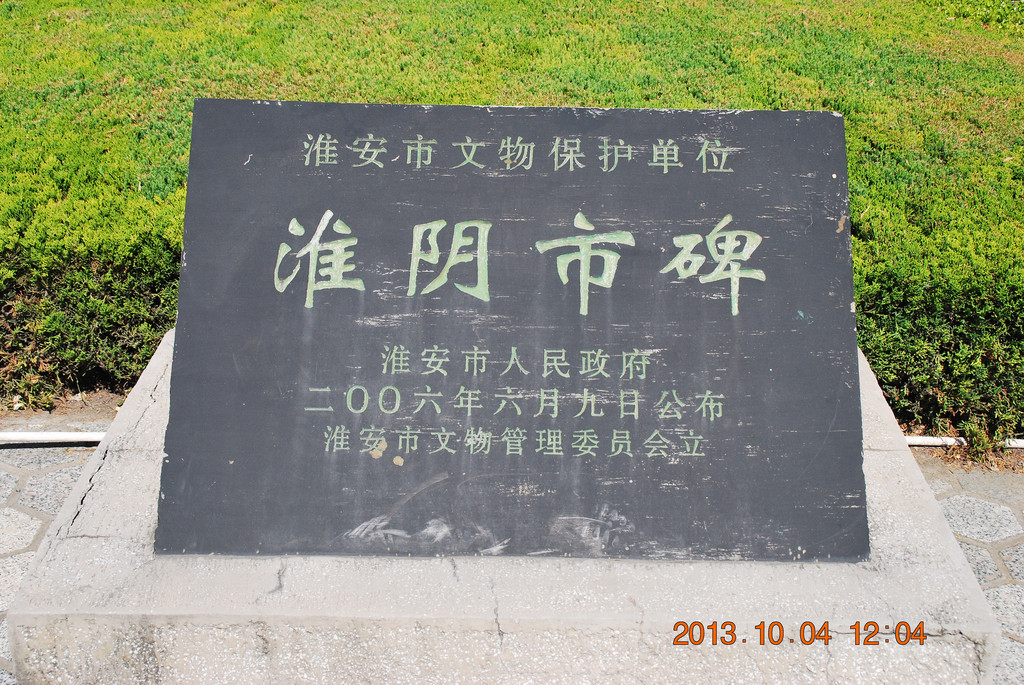 淮安市文物保护单位
淮阴市碑
淮安市人民政府
二〇〇六年六月九日公布
淮安市文物管理委员会立
2013.10.04 12:04